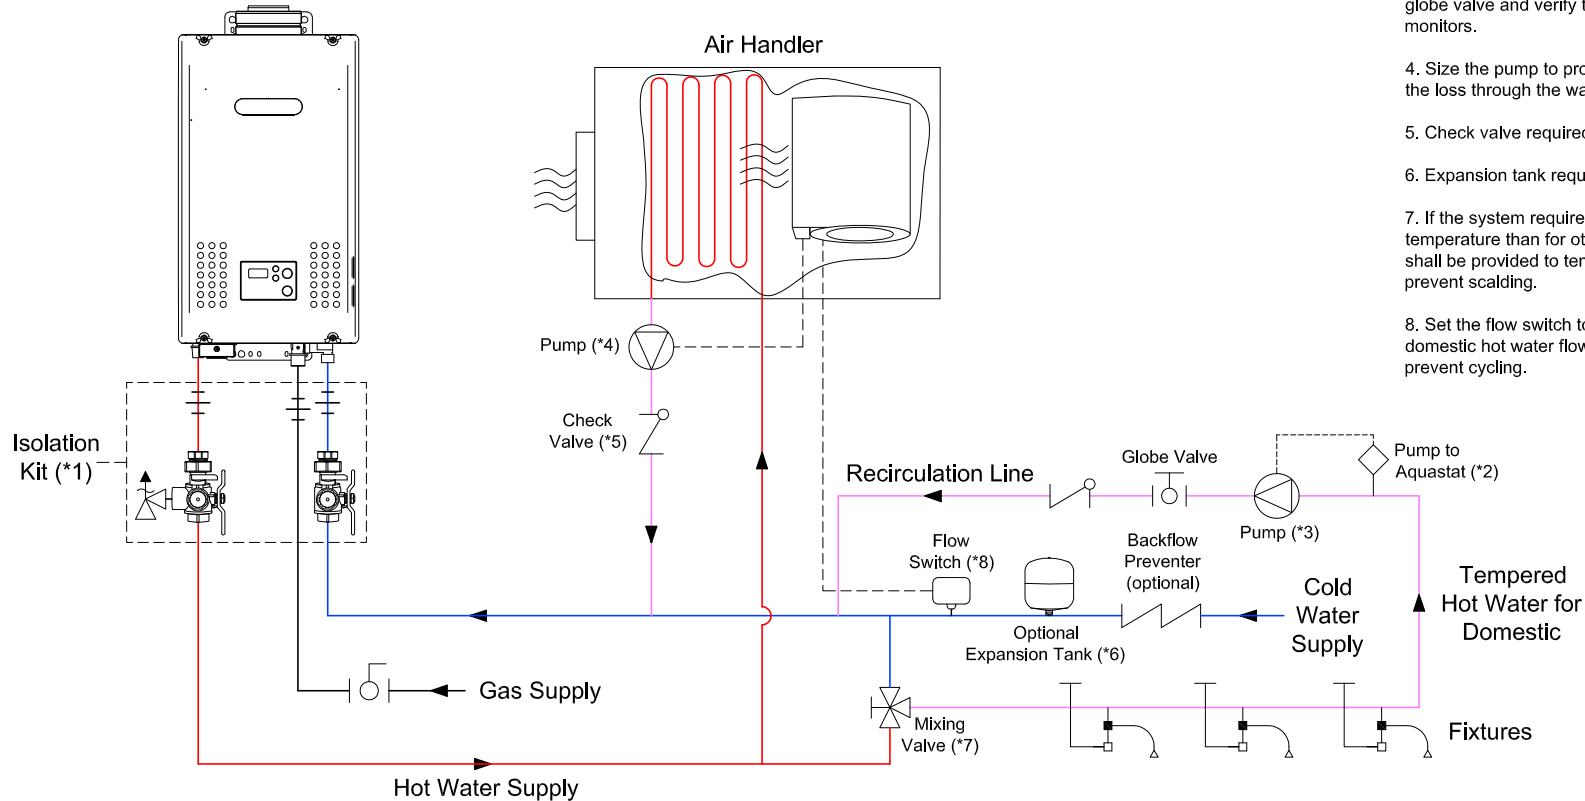 globe valve and verify t
monitors.
4. Size the pump to pro
the loss through the wa
5. Check valve required
6. Expansion tank requ
7. If the system require
temperature than for ot
shall be provided to ten
prevent scalding.
8. Set the flow switch to
domestic hot water flow
prevent cycling.
Air Handler
Pump (*4)
Check
Valve (*5)
Isolation
Kit (*1)
Recirculation Line
Globe Valve
Pump to
Aquastat (*2)
Pump (*3)
Flow
Switch (*8)
Backflow
Preventer
(optional)
Cold
Water
Supply
Tempered
Hot Water for
Domestic
Optional
Expansion Tank (*6)
Gas Supply
Mixing
Valve (*7)
Fixtures
Hot Water Supply